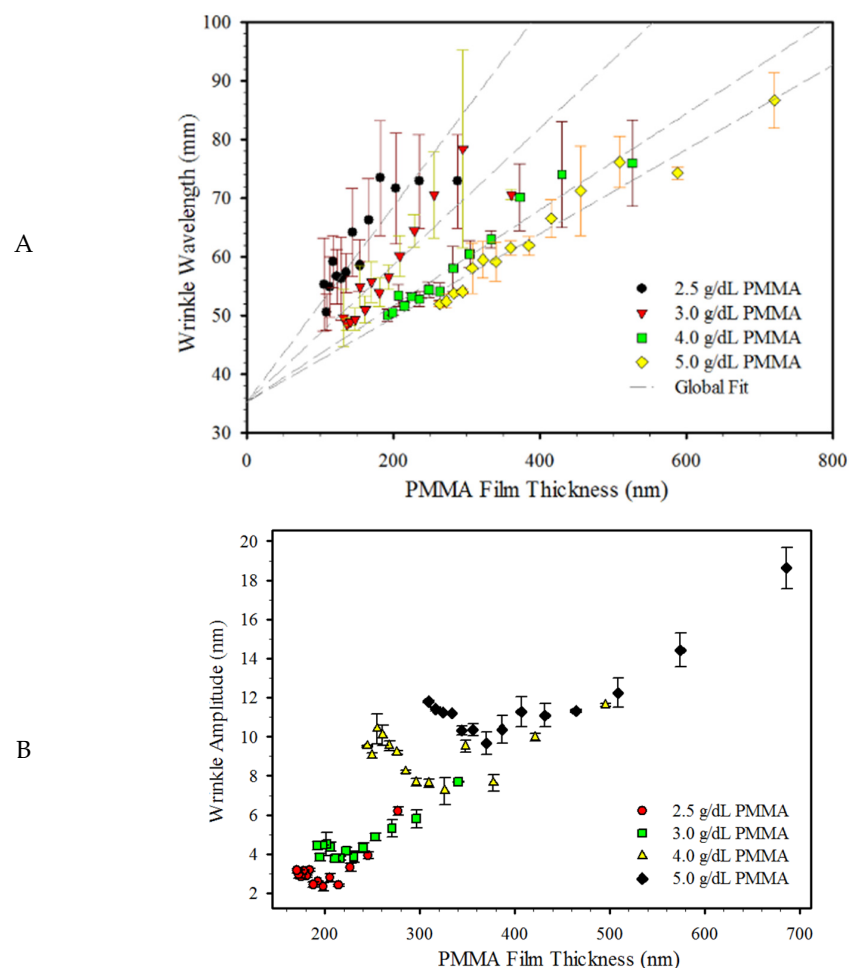 A
100
90
80
70
60
50
40
30
Wrinkle Wavelength (mm)
2.5 g/dL PMMA
3.0 g/dL PMMA
4.0 g/dL PMMA
5.0 g/dL PMMA
Global Fit
0 200 400 600 800
PMMA Film Thickness (nm)
B
20
18
16
14
12
10
8
6
4
2
Wrinkle Amplitude (nm)
2.5 g/dL PMMA
3.0 g/dL PMMA
4.0 g/dL PMMA
5.0 g/dL PMMA
200 300 400 500 600 700
PMMA Film Thickness (nm)